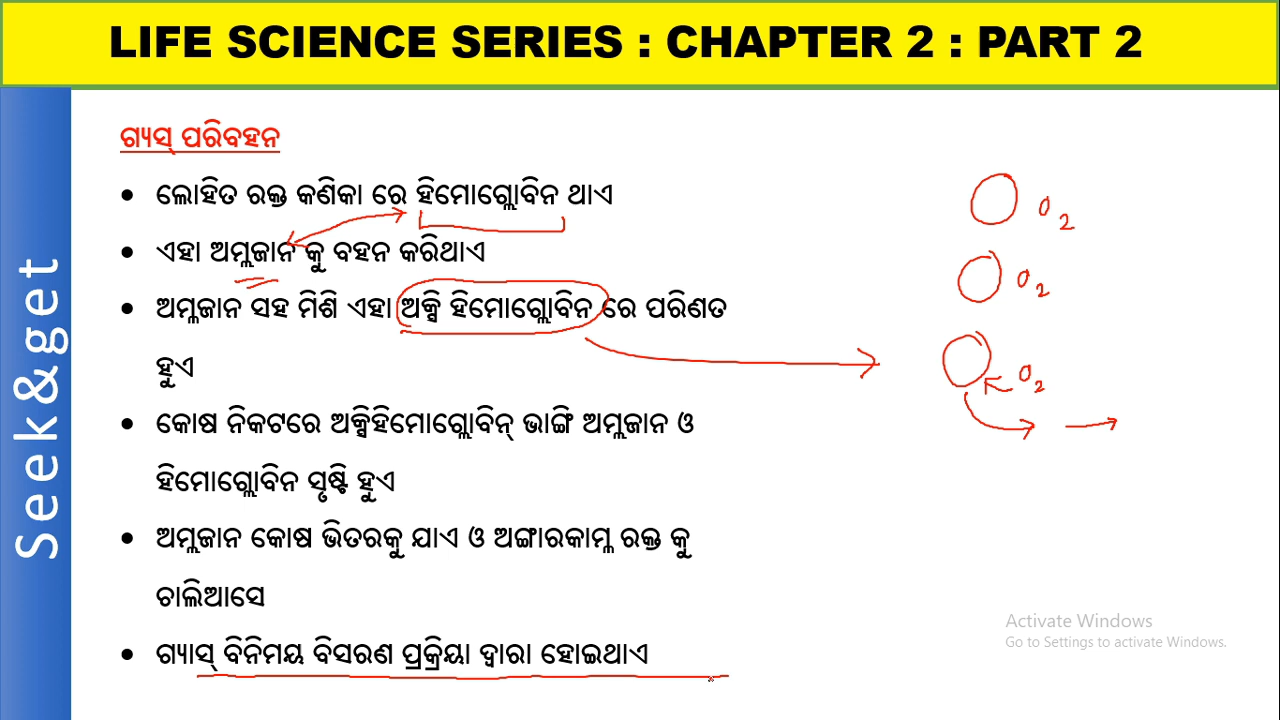 LIFE SCIENCE SERIES : CHAPTER 2 : PART 2
Seek&get
ଗ୍ୟସ୍ ପରିବହନ
• ଲୋହିତ ରକ୍ତ କଣିକା ରେ ହିମୋଗ୍ଲୋବିନ ଥାଏ
• ଏହା ଅମ୍ଳଜାନ କୁ ବହନ କରିଥାଏ
• ଅମ୍ଳଜାନ ସହ ମିଶି ଏହା ଅକ୍ସି ହିମୋଗ୍ଲୋବିନ ରେ ପରିଣତ
ହୁଏ
• କୋଷ ନିକଟରେ ଅକ୍ସିହିମୋଗ୍ଲୋବିନ୍ ଭାଙ୍ଗି ଅମ୍ଳଜାନ ଓ
ହିମୋଗ୍ଲୋବିନ ସୃଷ୍ଟି ହୁଏ
• ଅମ୍ଳଜାନ କୋଷ ଭିତରକୁ ଯାଏ ଓ ଅଙ୍ଗାରକାମ୍ଳ ରକ୍ତ କୁ
ଚାଲିଆସେ
• ଗ୍ୟାସ୍ ବିନିମୟ ବିସରଣ ପ୍ରକ୍ରିୟା ଦ୍ୱାରା ହୋଇଥାଏ
O2
O2
O2
Activate Windows
Go to Settings to activate Windows.